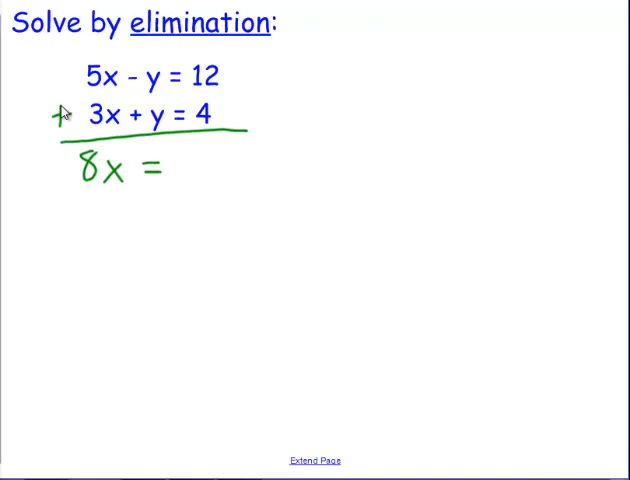 Solve by elimination:
5x - y = 12
+ 3x + y = 4
8x =
Extend Page